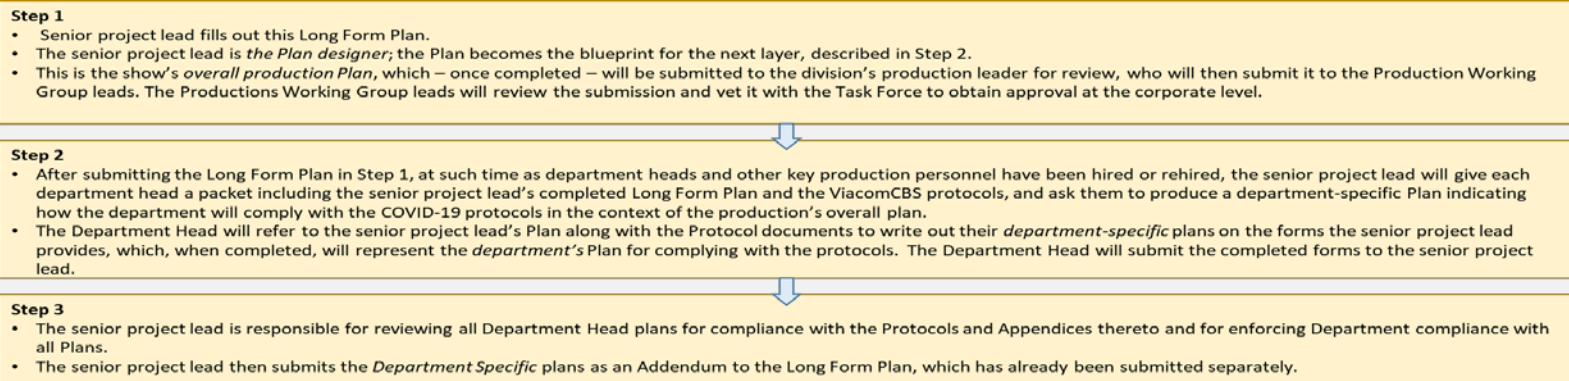 Step 1
• Senior project lead fills out this Long Form Plan.
• The senior project lead is the Plan designer; the Plan becomes the blueprint for the next layer, described in Step 2.
• This is the show's overall production Plan, which – once completed – will be submitted to the division's production leader for review, who will then submit it to the Production Working
Group leads. The Productions Working Group leads will review the submission and vet it with the Task Force to obtain approval at the corporate level.
Step 2
• After submitting the Long Form Plan in Step 1, at such time as department heads and other key production personnel have been hired or rehired, the senior project lead will give each
department head a packet including the senior project lead's completed Long Form Plan and the ViacomCBS protocols, and ask them to produce a department-specific Plan indicating
how the department will comply with the COVID-19 protocols in the context of the production's overall plan.
• The Department Head will refer to the senior project lead's Plan along with the Protocol documents to write out their department-specific plans on the forms the senior project lead
provides, which, when completed, will represent the department's Plan for complying with the protocols. The Department Head will submit the completed forms to the senior project
lead.
Step 3
• The senior project lead is responsible for reviewing all Department Head plans for compliance with the Protocols and Appendices thereto and for enforcing Department compliance with
all Plans.
• The senior project lead then submits the Department Specific plans as an Addendum to the Long Form Plan, which has already been submitted separately.